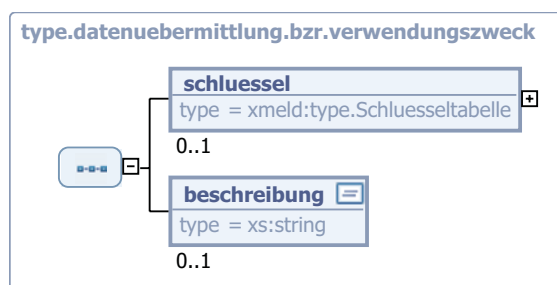 type.datenuebermittlung.bzr.verwendungszweck
schluessel
type = xmeld:type.Schluesseltabelle
0..1
beschreibung
type = xs:string
0..1